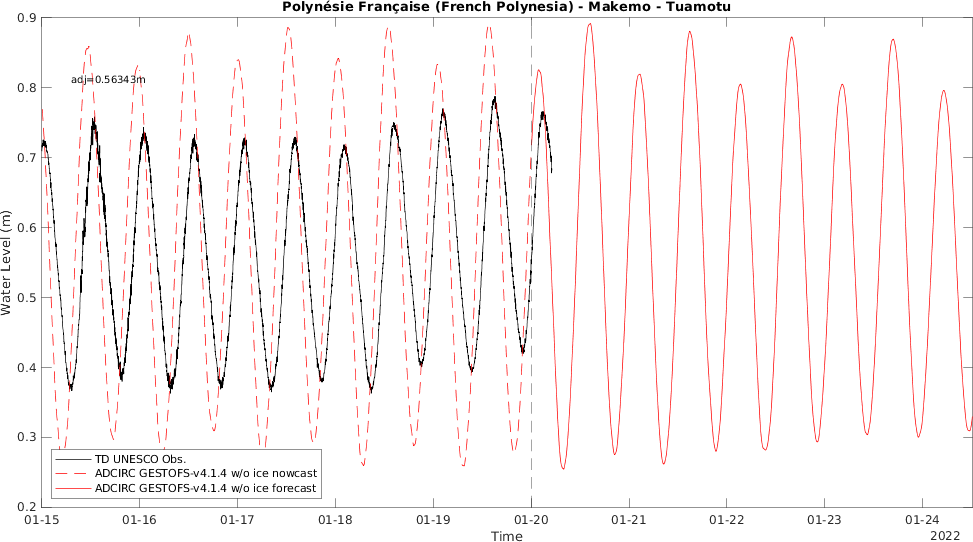 Polynésie Française (French Polynesia) - Makemo - Tuamotu
0.9
0.8
0.7
0.6
0.5
0.4
0.3
0.2
Water Level (m)
adj=0.56343m
TD UNESCO Obs.
ADCIRC GESTOFS-v4.1.4 w/o ice nowcast
ADCIRC GESTOFS-v4.1.4 w/o ice forecast
01-15 01-16 01-17 01-18 01-19 01-20 01-21 01-22 01-23 01-24
Time
2022